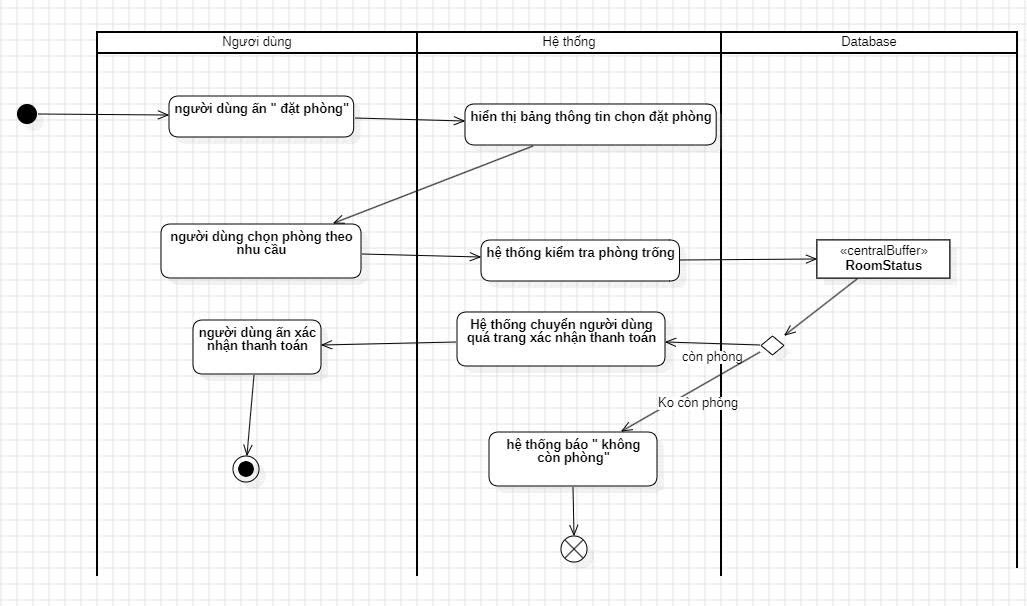 Ngươi dùng
Hệ thống
Database
người dùng ấn " đặt phòng"
hiển thị bảng thông tin chọn đặt phòng
người dùng chọn phòng theo
nhu cầu
hệ thống kiểm tra phòng trống
«centralBuffer»
RoomStatus
người dùng ấn xác
nhận thanh toán
Hệ thống chuyển người dùng
quá trang xác nhận thanh toán
còn phòng
Ko còn phòng
hệ thống báo " không
còn phòng"